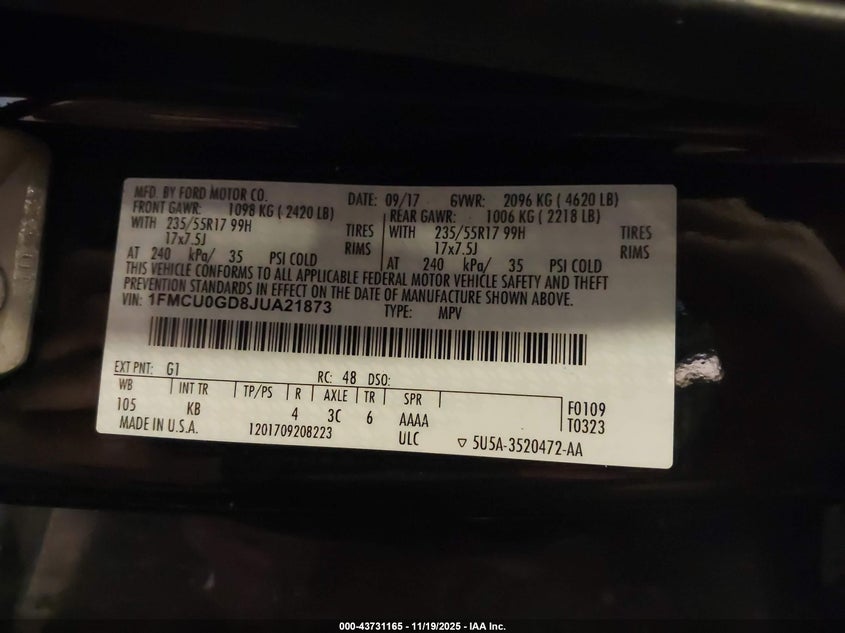 MFD. BY FORD MOTOR CO. DATE: 09/17 GVWR: 2096 KG ( 4620 LB)
FRONT GAWR: 1098 KG ( 2420 LB) REAR GAWR: 1006 KG ( 2218 LB)
WITH 235/55R17 99H TIRES WITH 235/55R17 99H TIRES
17x7.5J RIMS 17x7.5J RIMS
AT 240 kPa/ 35 PSI COLD AT 240 kPa/ 35 PSI COLD
THIS VEHICLE CONFORMS TO ALL APPLICABLE FEDERAL MOTOR VEHICLE SAFETY AND THEFT
PREVENTION STANDARDS IN EFFECT ON THE DATE OF MANUFACTURE SHOWN ABOVE.
VIN: 1FMCU0GD8JUA21873 TYPE: MPV
EXT PNT: G1 RC: 48 DSO:
WB INT TR TP/PS R AXLE TR SPR
105 KB 4 3C 6 AAAA F0109
T0323
MADE IN U.S.A. 1201709208223 ULC ▽ 5U5A-3520472-AA
000-43731165 - 11/19/2025 - IAA Inc.